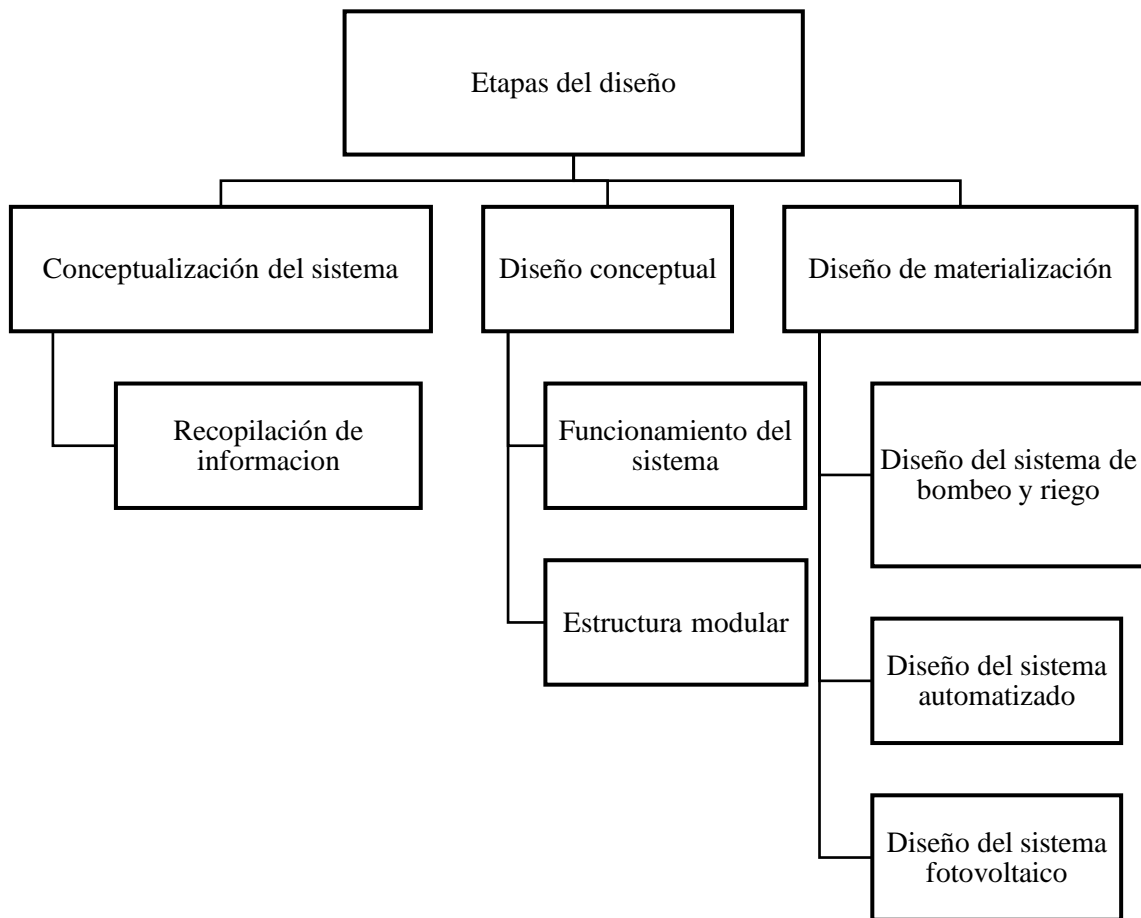 Etapas del diseño
Conceptualización del sistema
Recopilación de
informacion
Diseño conceptual
Funcionamiento del
sistema
Estructura modular
Diseño de materialización
Diseño del sistema de
bombeo y riego
Diseño del sistema
automatizado
Diseño del sistema
fotovoltaico